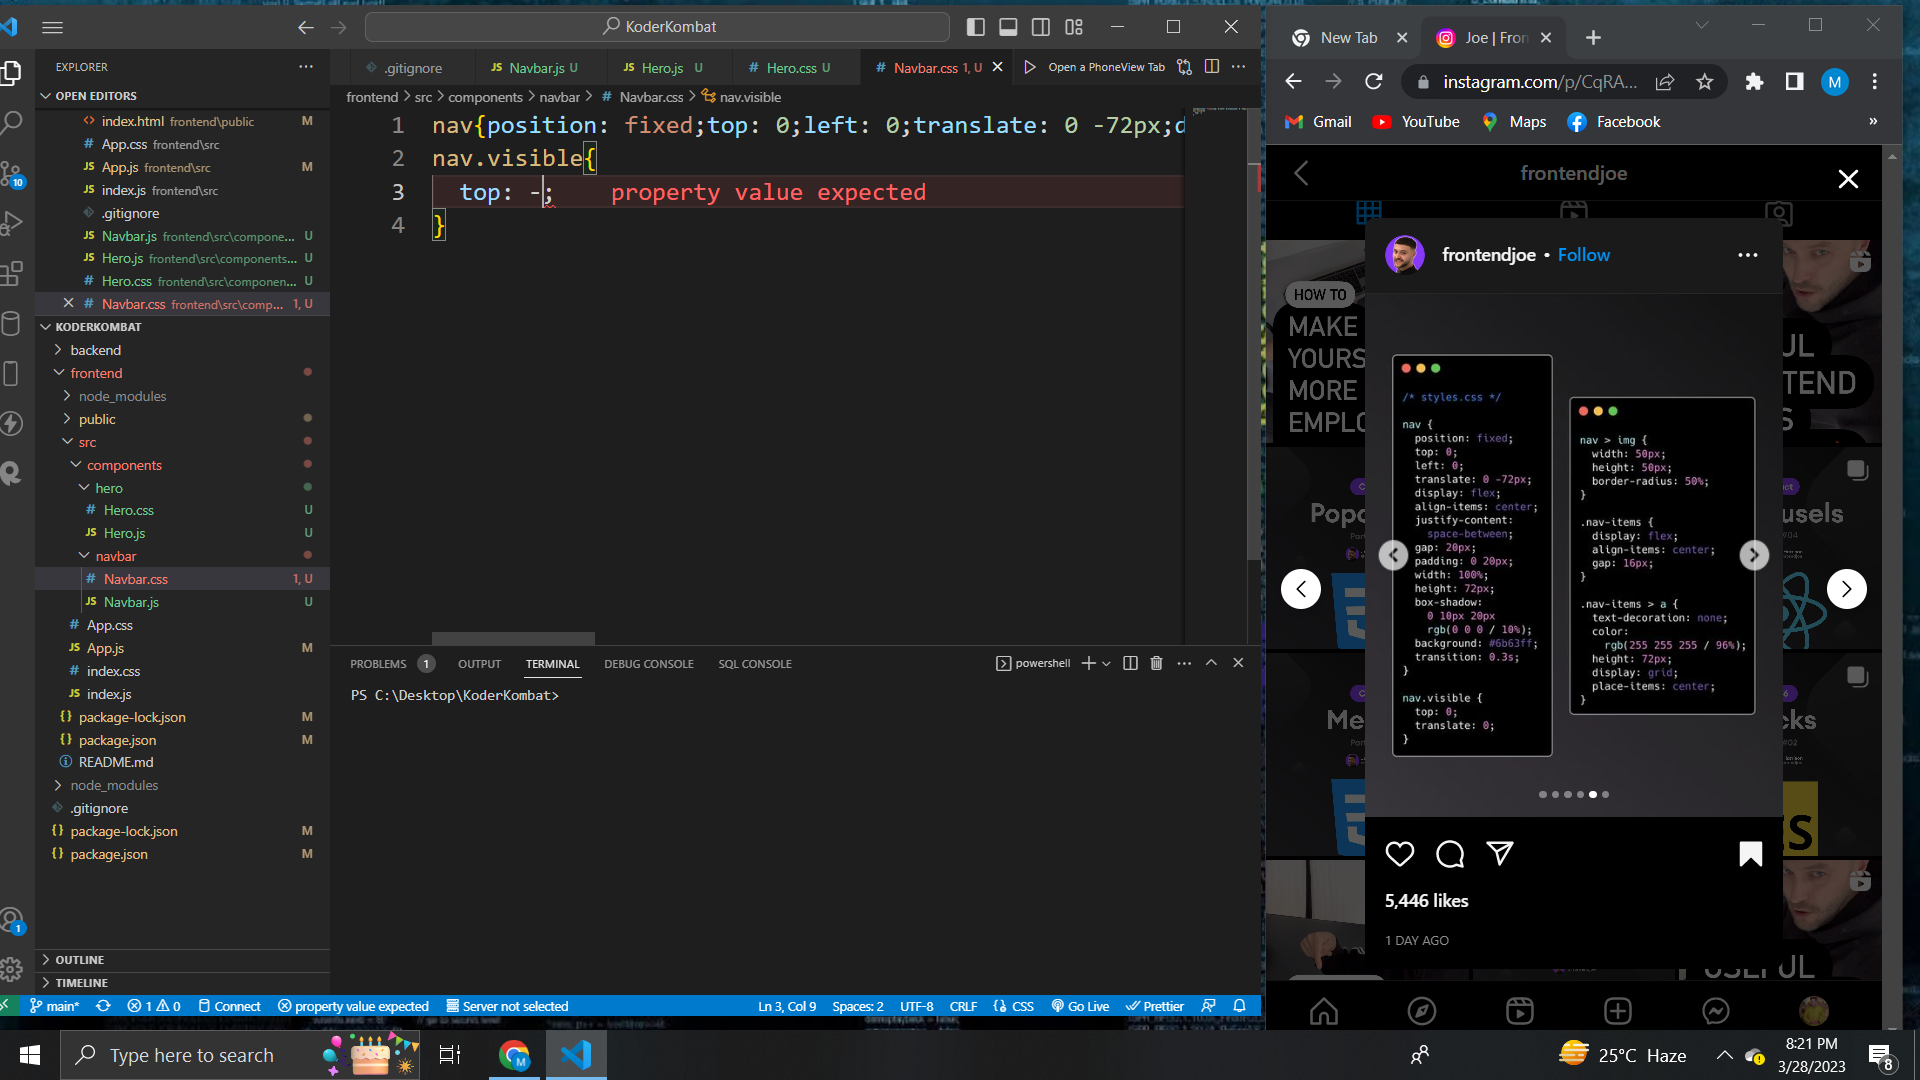 KoderKombat
EXPLORER
OPEN EDITORS
index.html frontend\public M
App.css frontend\src
App.js frontend\src M
index.js frontend\src
.gitignore
Navbar.js frontend\src\compone... U
Hero.js frontend\src\components... U
Hero.css frontend\src\componen... U
Navbar.css frontend\src\comp... 1, U
KODERKOMBAT
backend
frontend
node_modules
public
src
components
hero
Hero.css U
Hero.js U
navbar
Navbar.css 1, U
Navbar.js U
App.css
App.js M
index.css
index.js
package-lock.json M
package.json M
README.md
node_modules
.gitignore
package-lock.json M
package.json M
OUTLINE
TIMELINE
10
1
.gitignore
Navbar.js U
Hero.js U
Hero.css U
Navbar.css 1, U
Open a PhoneView Tab
frontend > src > components > navbar > # Navbar.css > nav.visible
1 nav{position: fixed;top: 0;left: 0;translate: 0 -72px;d
2 nav.visible{
3 top: -; property value expected
4 }
PROBLEMS 1 OUTPUT TERMINAL DEBUG CONSOLE SQL CONSOLE
powershell
PS C:\Desktop\KoderKombat>
main* 1 0 Connect property value expected Server not selected
Ln 3, Col 9 Spaces: 2 UTF-8 CRLF {} CSS Go Live Prettier
New Tab
Joe | Fron
instagram.com/p/CqRA...
M
Gmail YouTube Maps Facebook »
frontendjoe
frontendjoe • Follow
HOW TO
MAKE
YOURS
MORE
EMPLO
/* styles.css */
nav {
position: fixed;
top: 0;
left: 0;
translate: 0 -72px;
display: flex;
align-items: center;
justify-content:
space-between;
gap: 20px;
padding: 0 20px;
width: 100%;
height: 72px;
box-shadow:
0 10px 20px
rgb(0 0 0 / 10%);
background: #6b63ff;
transition: 0.3s;
}
nav.visible {
top: 0;
translate: 0;
}
nav > img {
width: 50px;
height: 50px;
border-radius: 50%;
}
.nav-items {
display: flex;
align-items: center;
gap: 16px;
}
.nav-items > a {
text-decoration: none;
color:
rgb(255 255 255 / 96%);
height: 72px;
display: grid;
place-items: center;
}
UL
TEND
S
Popo
usels
#04
Me
cks
#02
S
USEFUL
5,446 likes
1 DAY AGO
Type here to search
25°C Haze
8:21 PM
3/28/2023
8